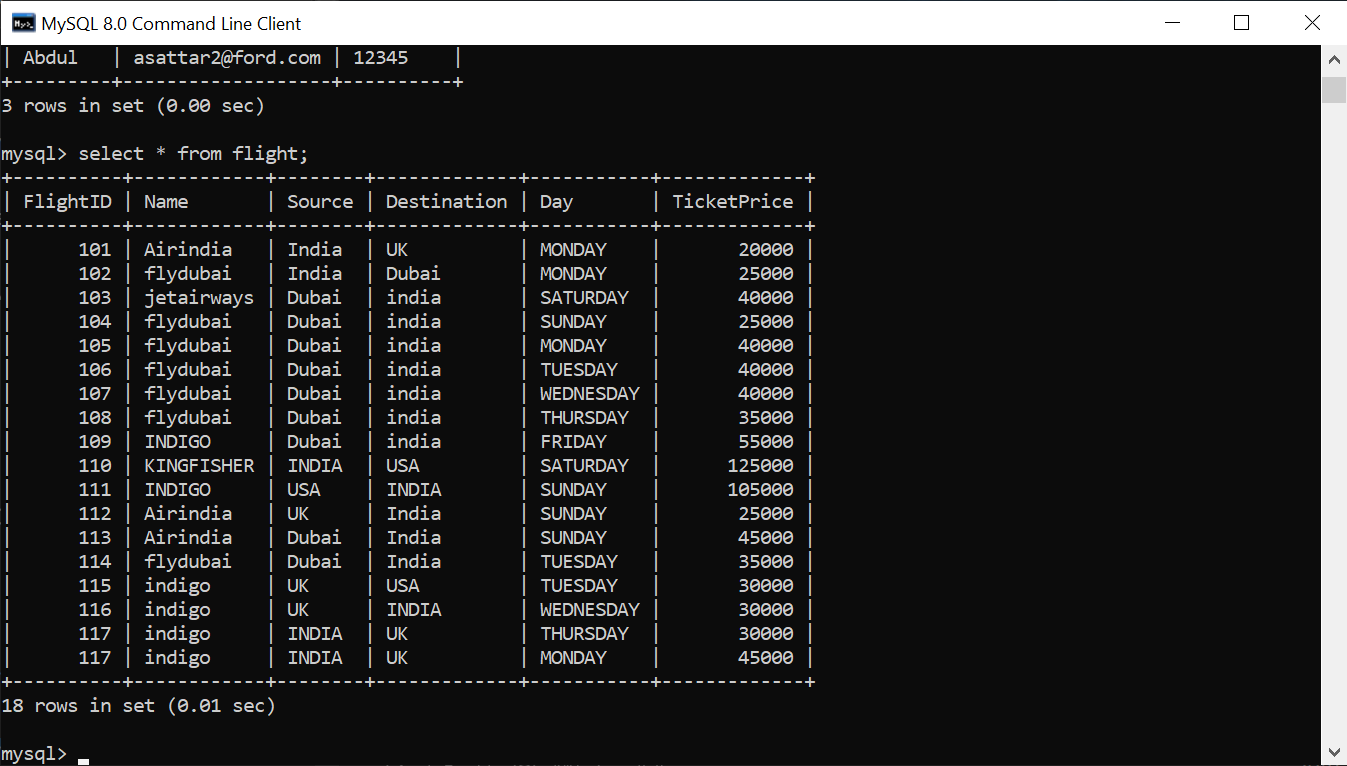 MySQL 8.0 Command Line Client
| Abdul   | asattar2@ford.com | 12345    |
+---------+-------------------+----------+
3 rows in set (0.00 sec)
mysql> select * from flight;
+----------+------------+--------+-------------+-----------+-------------+
| FlightID | Name       | Source | Destination | Day       | TicketPrice |
+----------+------------+--------+-------------+-----------+-------------+
|      101 | Airindia   | India  | UK          | MONDAY    |       20000 |
|      102 | flydubai   | India  | Dubai       | MONDAY    |       25000 |
|      103 | jetairways | Dubai  | india       | SATURDAY  |       40000 |
|      104 | flydubai   | Dubai  | india       | SUNDAY    |       25000 |
|      105 | flydubai   | Dubai  | india       | MONDAY    |       40000 |
|      106 | flydubai   | Dubai  | india       | TUESDAY   |       40000 |
|      107 | flydubai   | Dubai  | india       | WEDNESDAY |       40000 |
|      108 | flydubai   | Dubai  | india       | THURSDAY  |       35000 |
|      109 | INDIGO     | Dubai  | india       | FRIDAY    |       55000 |
|      110 | KINGFISHER | INDIA  | USA         | SATURDAY  |      125000 |
|      111 | INDIGO     | USA    | INDIA       | SUNDAY    |      105000 |
|      112 | Airindia   | UK     | India       | SUNDAY    |       25000 |
|      113 | Airindia   | Dubai  | India       | SUNDAY    |       45000 |
|      114 | flydubai   | Dubai  | India       | TUESDAY   |       35000 |
|      115 | indigo     | UK     | USA         | TUESDAY   |       30000 |
|      116 | indigo     | UK     | INDIA       | WEDNESDAY |       30000 |
|      117 | indigo     | INDIA  | UK          | THURSDAY  |       30000 |
|      117 | indigo     | INDIA  | UK          | MONDAY    |       45000 |
+----------+------------+--------+-------------+-----------+-------------+
18 rows in set (0.01 sec)
mysql>